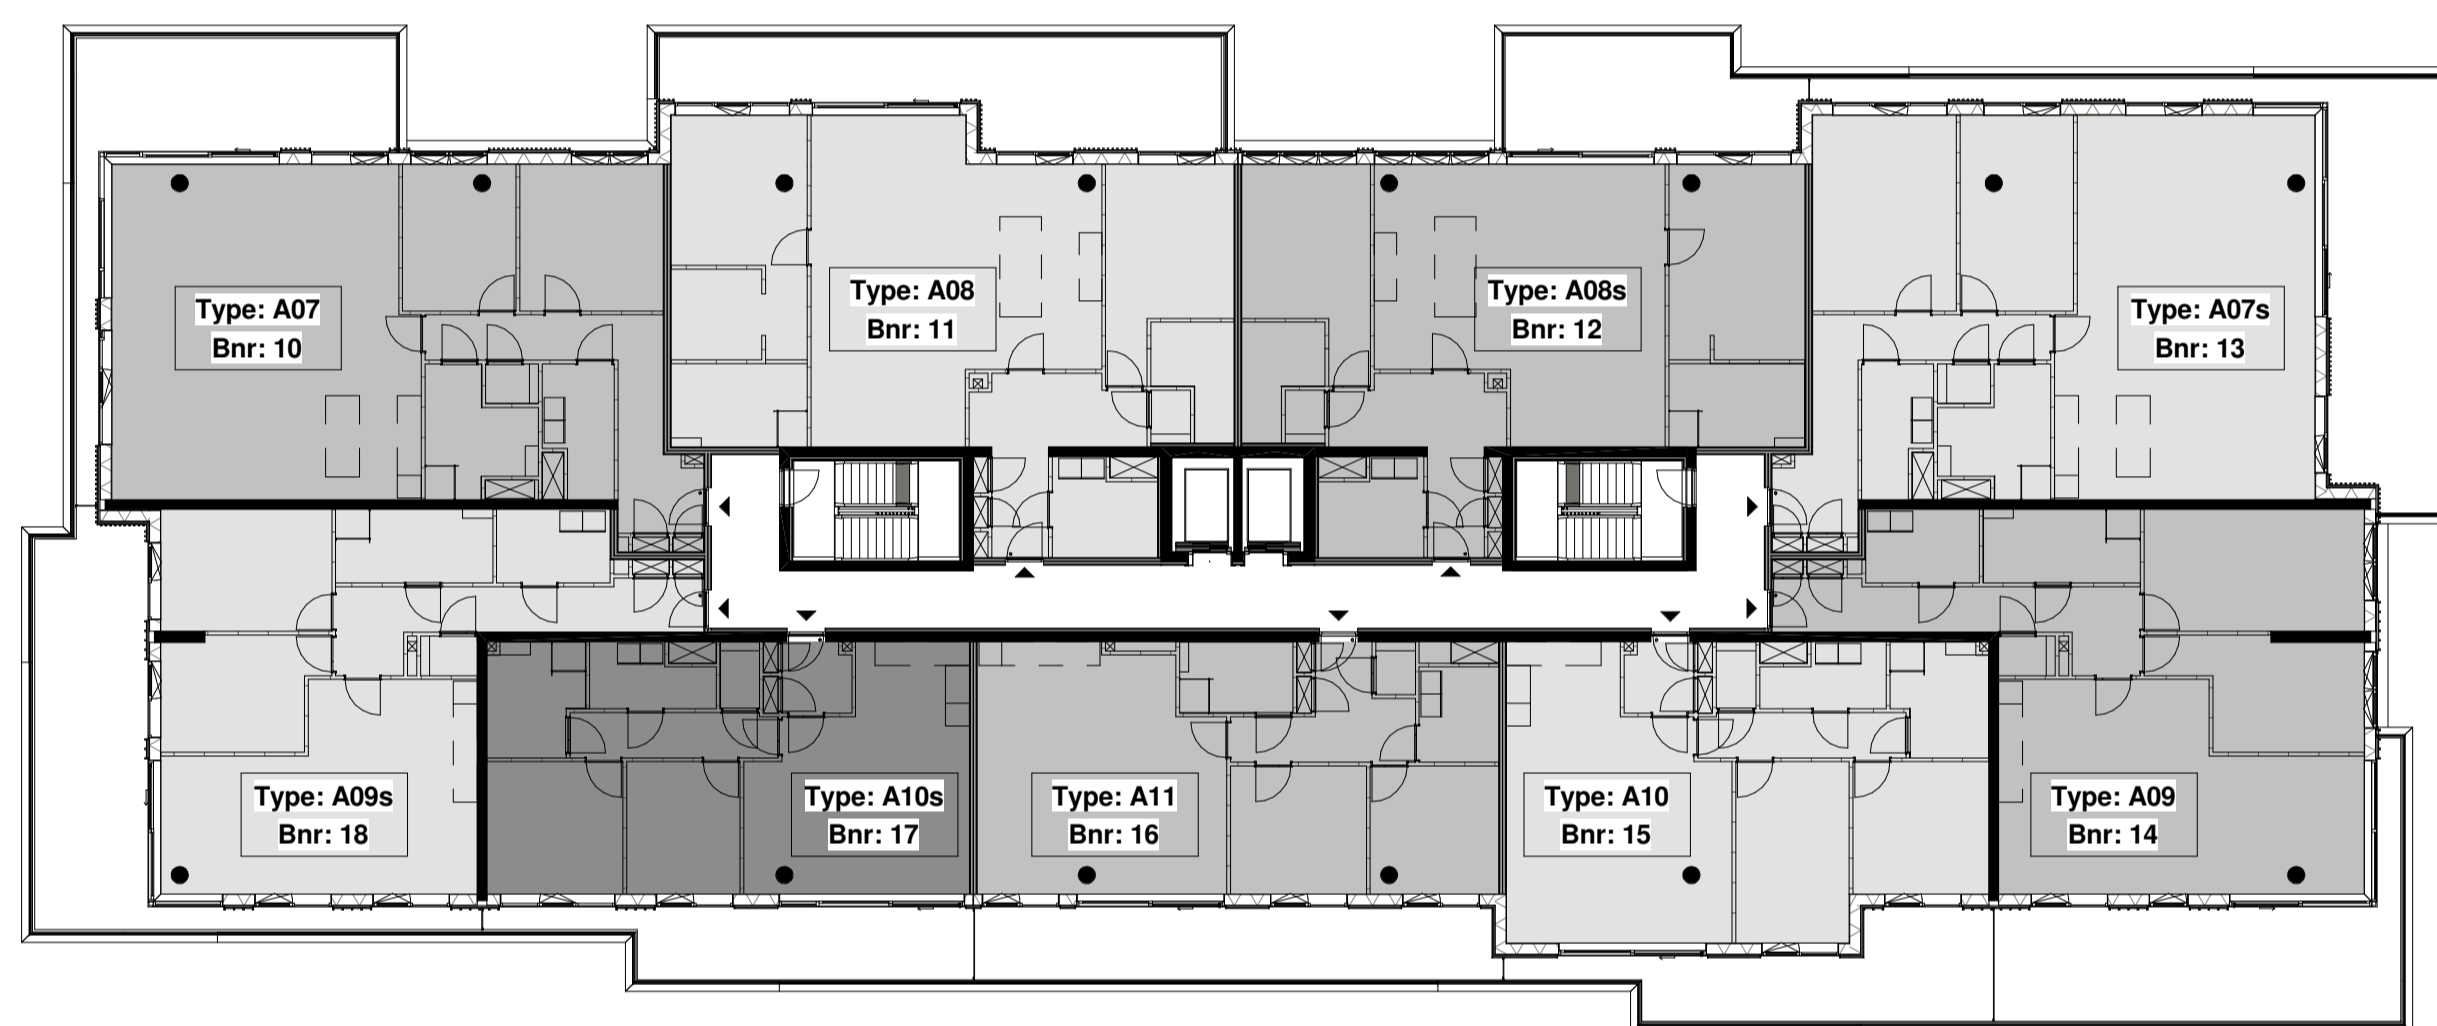 Type: A07
Bnr: 10
Type: A08
Bnr: 11
Type: A08s
Bnr: 12
Type: A07s
Bnr: 13
Type: A09s
Bnr: 18
Type: A10s
Bnr: 17
Type: A11
Bnr: 16
Type: A10
Bnr: 15
Type: A09
Bnr: 14